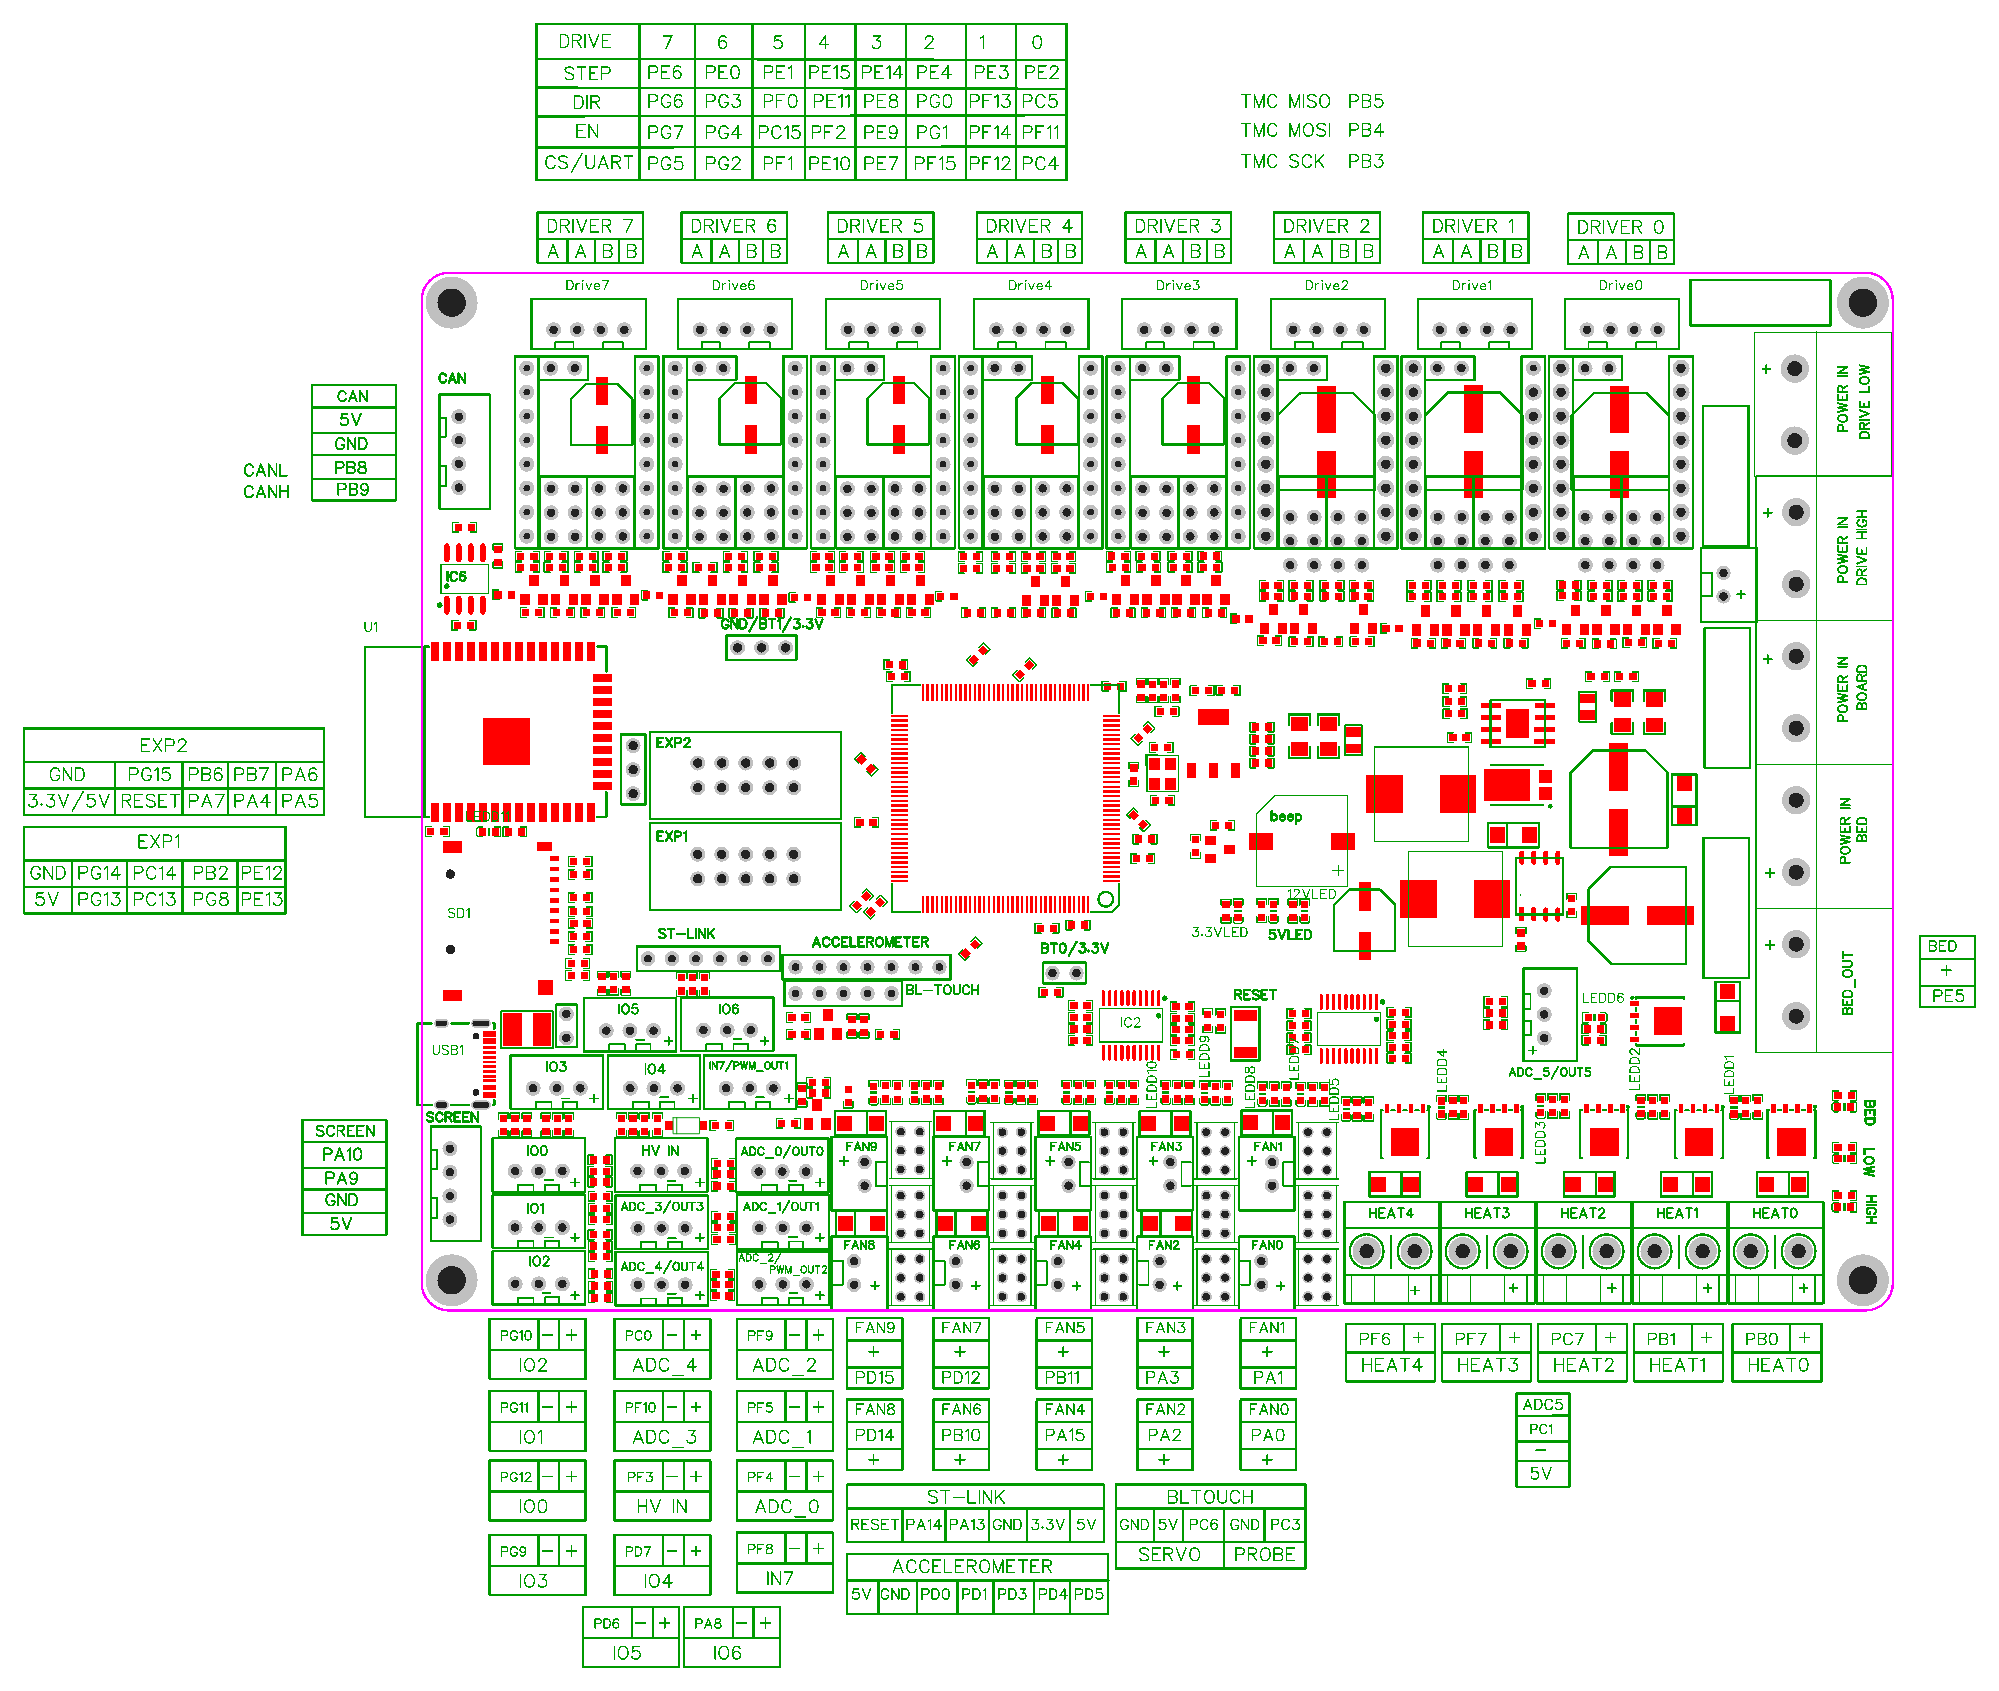 DRIVE 7 6 5 4 3 2 1 0
STEP PE6 PE0 PE1 PE15 PE14 PE4 PE3 PE2
DIR PG6 PG3 PF0 PE11 PE8 PG0 PF13 PC5
EN PG7 PG4 PC15 PF2 PE9 PG1 PF14 PF11
CS/UART PG5 PG2 PF1 PE10 PE7 PF15 PF12 PC4
TMC MISO PB5
TMC MOSI PB4
TMC SCK PB3
DRIVER 7 DRIVER 6 DRIVER 5 DRIVER 4 DRIVER 3 DRIVER 2 DRIVER 1 DRIVER 0
A A B B A A B B A A B B A A B B A A B B A A B B A A B B A A B B
Drive7 Drive6 Drive5 Drive4 Drive3 Drive2 Drive1 Drive0
CAN
CAN
5V
GND
CANL PB8
CANH PB9
+
POWER IN
DRIVE LOW
+
POWER IN
DRIVE HIGH
+
IC6
U1
GND/BT1/3.3V
+
POWER IN
BOARD
EXP2
GND PG15 PB6 PB7 PA6
3.3V/5V RESET PA7 PA4 PA5
EXP1
GND PG14 PC14 PB2 PE12
5V PG13 PC13 PG8 PE13
EXP2
EXP1
beep
+
12VLED
3.3VLED
5VLED
+
POWER IN
BED
+
BED_OUT
BED
+
PE5
SD1
ST-LINK
ACCELEROMETER
BL-TOUCH
BT0/3.3V
RESET
IC2
LEDD6
USB1
IO5 +
IO6 +
IO3 +
IO4 +
IN7/PWM_OUT1 +
LEDD10
LEDD9
LEDD8
LEDD7
LEDD5
LEDD4
LEDD3
LEDD2
LEDD1
+
ADC_5/OUT5
BED
LOW
HIGH
SCREEN
SCREEN
PA10
PA9
GND
5V
IO0 +
HV IN +
ADC_0/OUT0 +
IO1 +
ADC_3/OUT3 +
ADC_1/OUT1 +
IO2 +
ADC_4/OUT4 +
ADC_2/
PWM_OUT2 +
FAN9 FAN7 FAN5 FAN3 FAN1
+ + + + +
FAN8 FAN6 FAN4 FAN2 FAN0
+ + + + +
HEAT4 HEAT3 HEAT2 HEAT1 HEAT0
+ + + + +
PG10 - + PC0 - + PF9 - +
IO2 ADC_4 ADC_2
PG11 - + PF10 - + PF5 - +
IO1 ADC_3 ADC_1
PG12 - + PF3 - + PF4 - +
IO0 HV IN ADC_0
PG9 - + PD7 - + PF8 - +
IO3 IO4 IN7
PD6 - + PA8 - +
IO5 IO6
FAN9 FAN7 FAN5 FAN3 FAN1
+ + + + +
PD15 PD12 PB11 PA3 PA1
FAN8 FAN6 FAN4 FAN2 FAN0
PD14 PB10 PA15 PA2 PA0
+ + + + +
PF6 + PF7 + PC7 + PB1 + PB0 +
HEAT4 HEAT3 HEAT2 HEAT1 HEAT0
ADC5
PC1
-
5V
ST-LINK
RESET PA14 PA13 GND 3.3V 5V
BLTOUCH
GND 5V PC6 GND PC3
SERVO PROBE
ACCELEROMETER
5V GND PD0 PD1 PD3 PD4 PD5